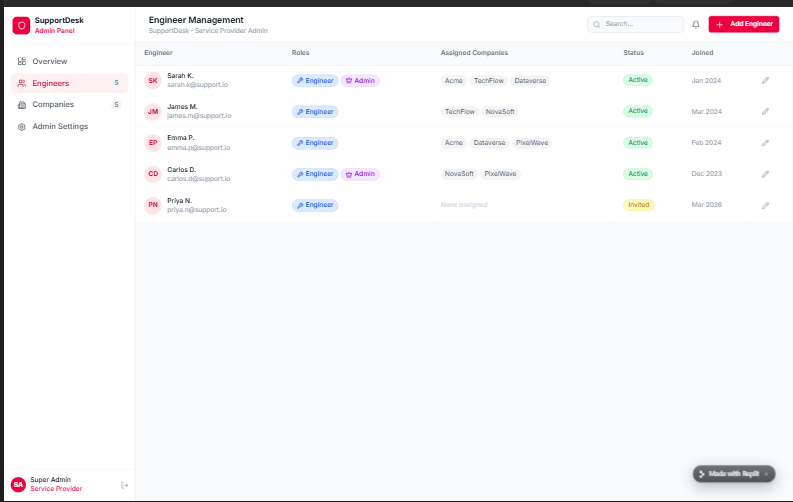 SupportDesk
Admin Panel
Overview
Engineers 5
Companies 5
Admin Settings
Super Admin
SA
Service Provider
Engineer Management
SupportDesk · Service Provider Admin
Search...
Add Engineer
Engineer Roles Assigned Companies Status Joined
SK Sarah K. sarah.k@support.io Engineer Admin Acme TechFlow Dataverse Active Jan 2024
JM James M. james.m@support.io Engineer TechFlow NovaSoft Active Mar 2024
EP Emma P. emma.p@support.io Engineer Acme Dataverse PixelWave Active Feb 2024
CD Carlos D. carlos.d@support.io Engineer Admin NovaSoft PixelWave Active Dec 2023
PN Priya N. priya.n@support.io Engineer None assigned Invited Mar 2026
Made with Replit